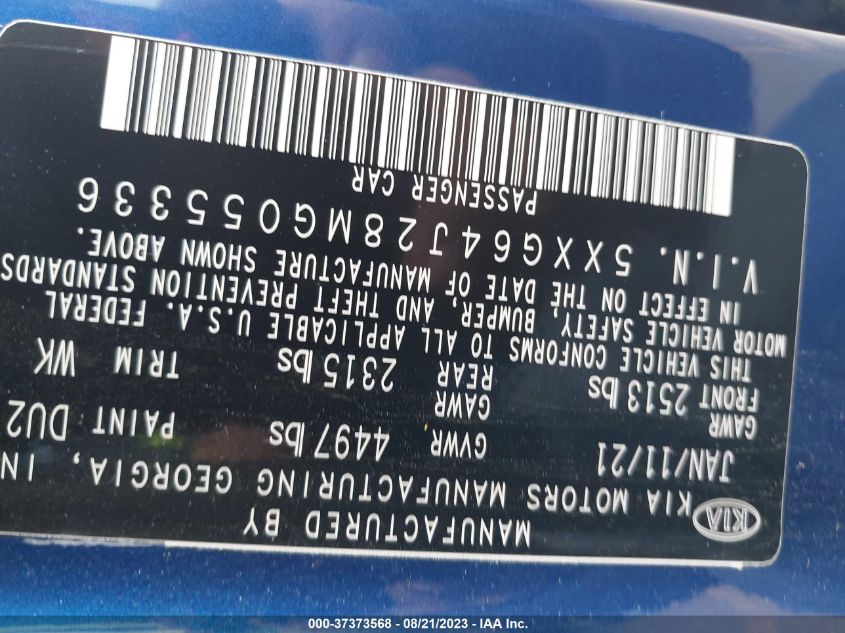 MANUFACTURED BY
KIA KIA MOTORS MANUFACTURING GEORGIA, IN
JAN/11/21 GVWR 4497 lbs PAINT DU2
GAWR FRONT 2513 lbs GAWR REAR 2315 lbs TRIM WK
THIS VEHICLE CONFORMS TO ALL APPLICABLE U.S.A. FEDERAL
MOTOR VEHICLE SAFETY, BUMPER, AND THEFT PREVENTION STANDARDS
IN EFFECT ON THE DATE OF MANUFACTURE SHOWN ABOVE.
V.I.N. 5XXG64J28MG055336
PASSENGER CAR
000-37373568 - 08/21/2023 - IAA Inc.